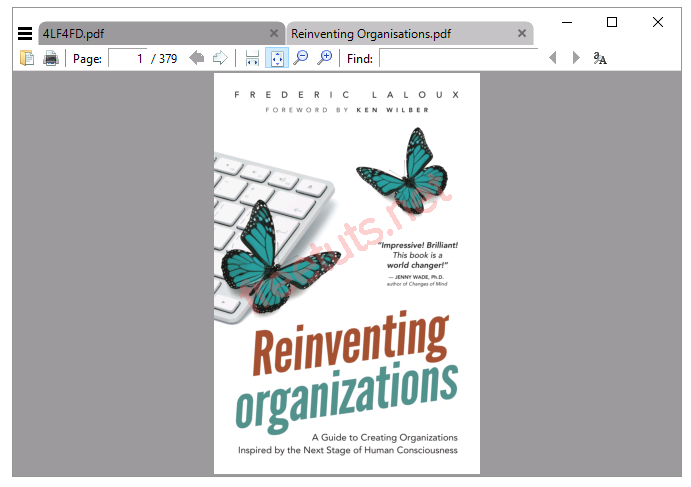 4LF4FD.pdf
Reinventing Organisations.pdf
Page: 1 / 379
Find:
FREDERIC LALOUX
FOREWORD BY KEN WILBER
"Impressive! Brilliant!
This book is a
world changer!"
— JENNY WADE, Ph.D.
author of Changes of Mind
Reinventing
organizations
A Guide to Creating Organizations
Inspired by the Next Stage of Human Consciousness